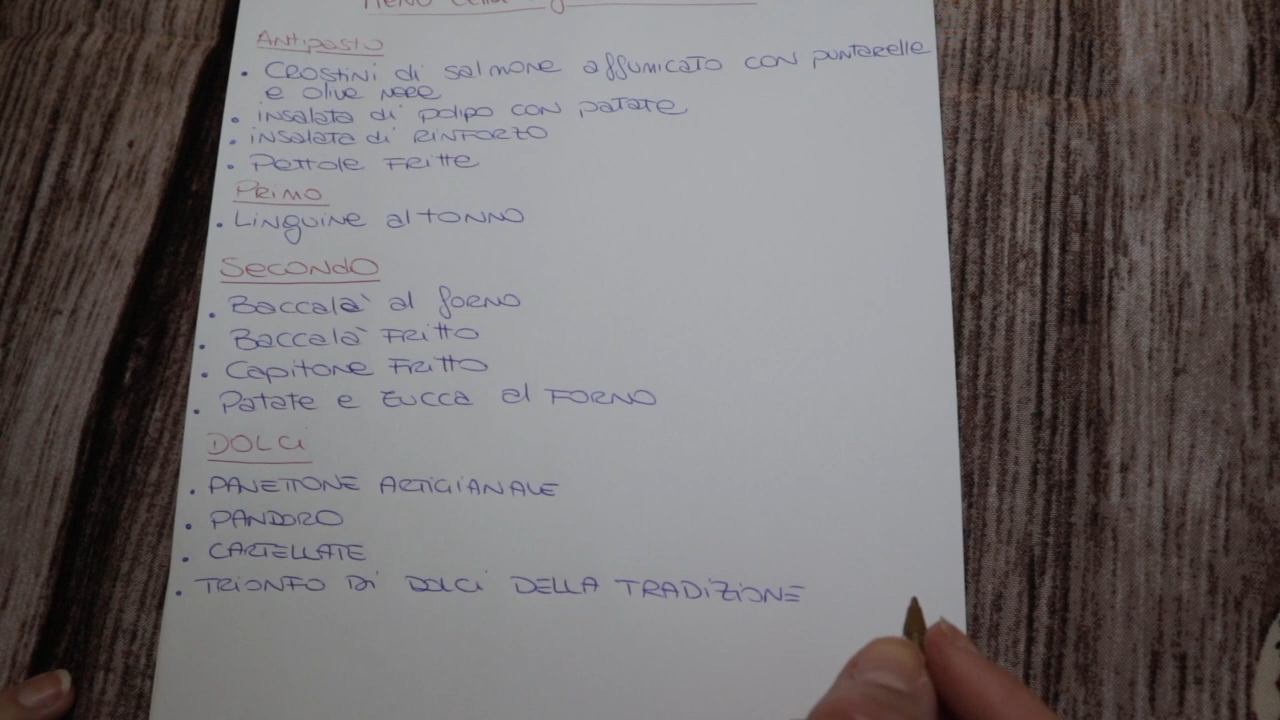 Menù della
Antipasto
• Crostini di salmone affumicato con puntarelle
e olive nere
• insalata di polipo con patate
• insalata di RINFORZO
• Pettole Fritte
Primo
• Linguine al tonno
Secondo
• Baccalà al forno
• Baccalà Fritto
• Capitone Fritto
• Patate e zucca al FORNO
DOLCi
• PANETTONE ARTIGIANALE
• PANDORO
• CARTELLATE
• TRIONFO Di DOLCi DELLA TRADIZIONE